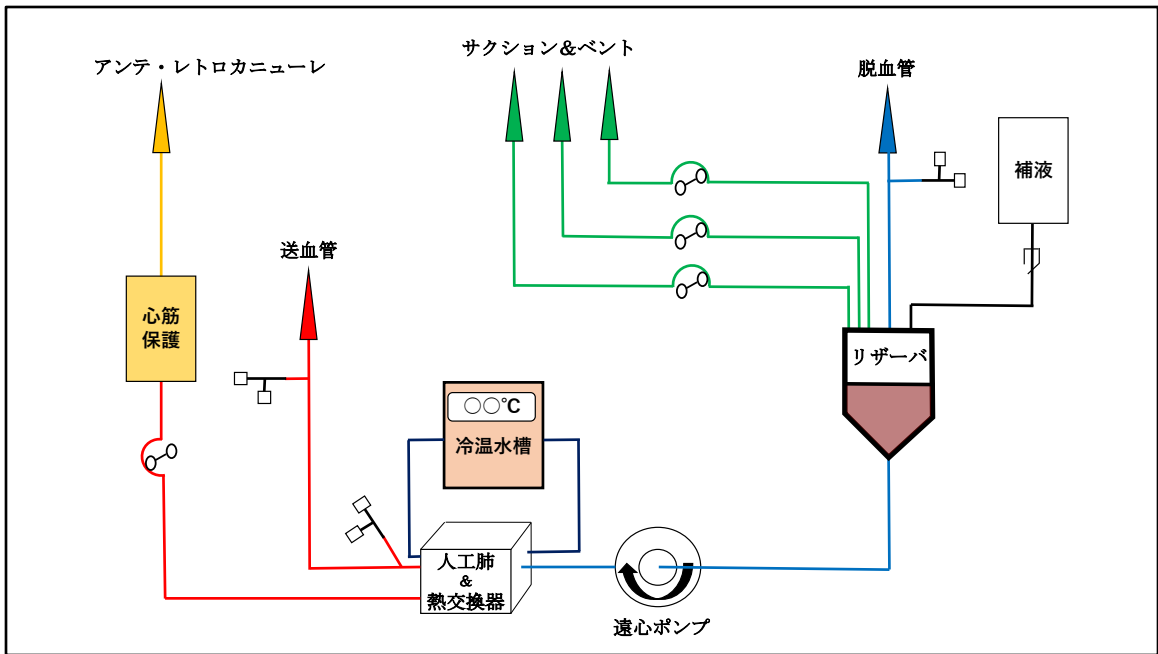 サクション&ベント
アンテ・レトロカニューレ
脱血管
補液
送血管
心筋
保護
リザーバ
○○℃
冷温水槽
人工肺
&
熱交換器
遠心ポンプ